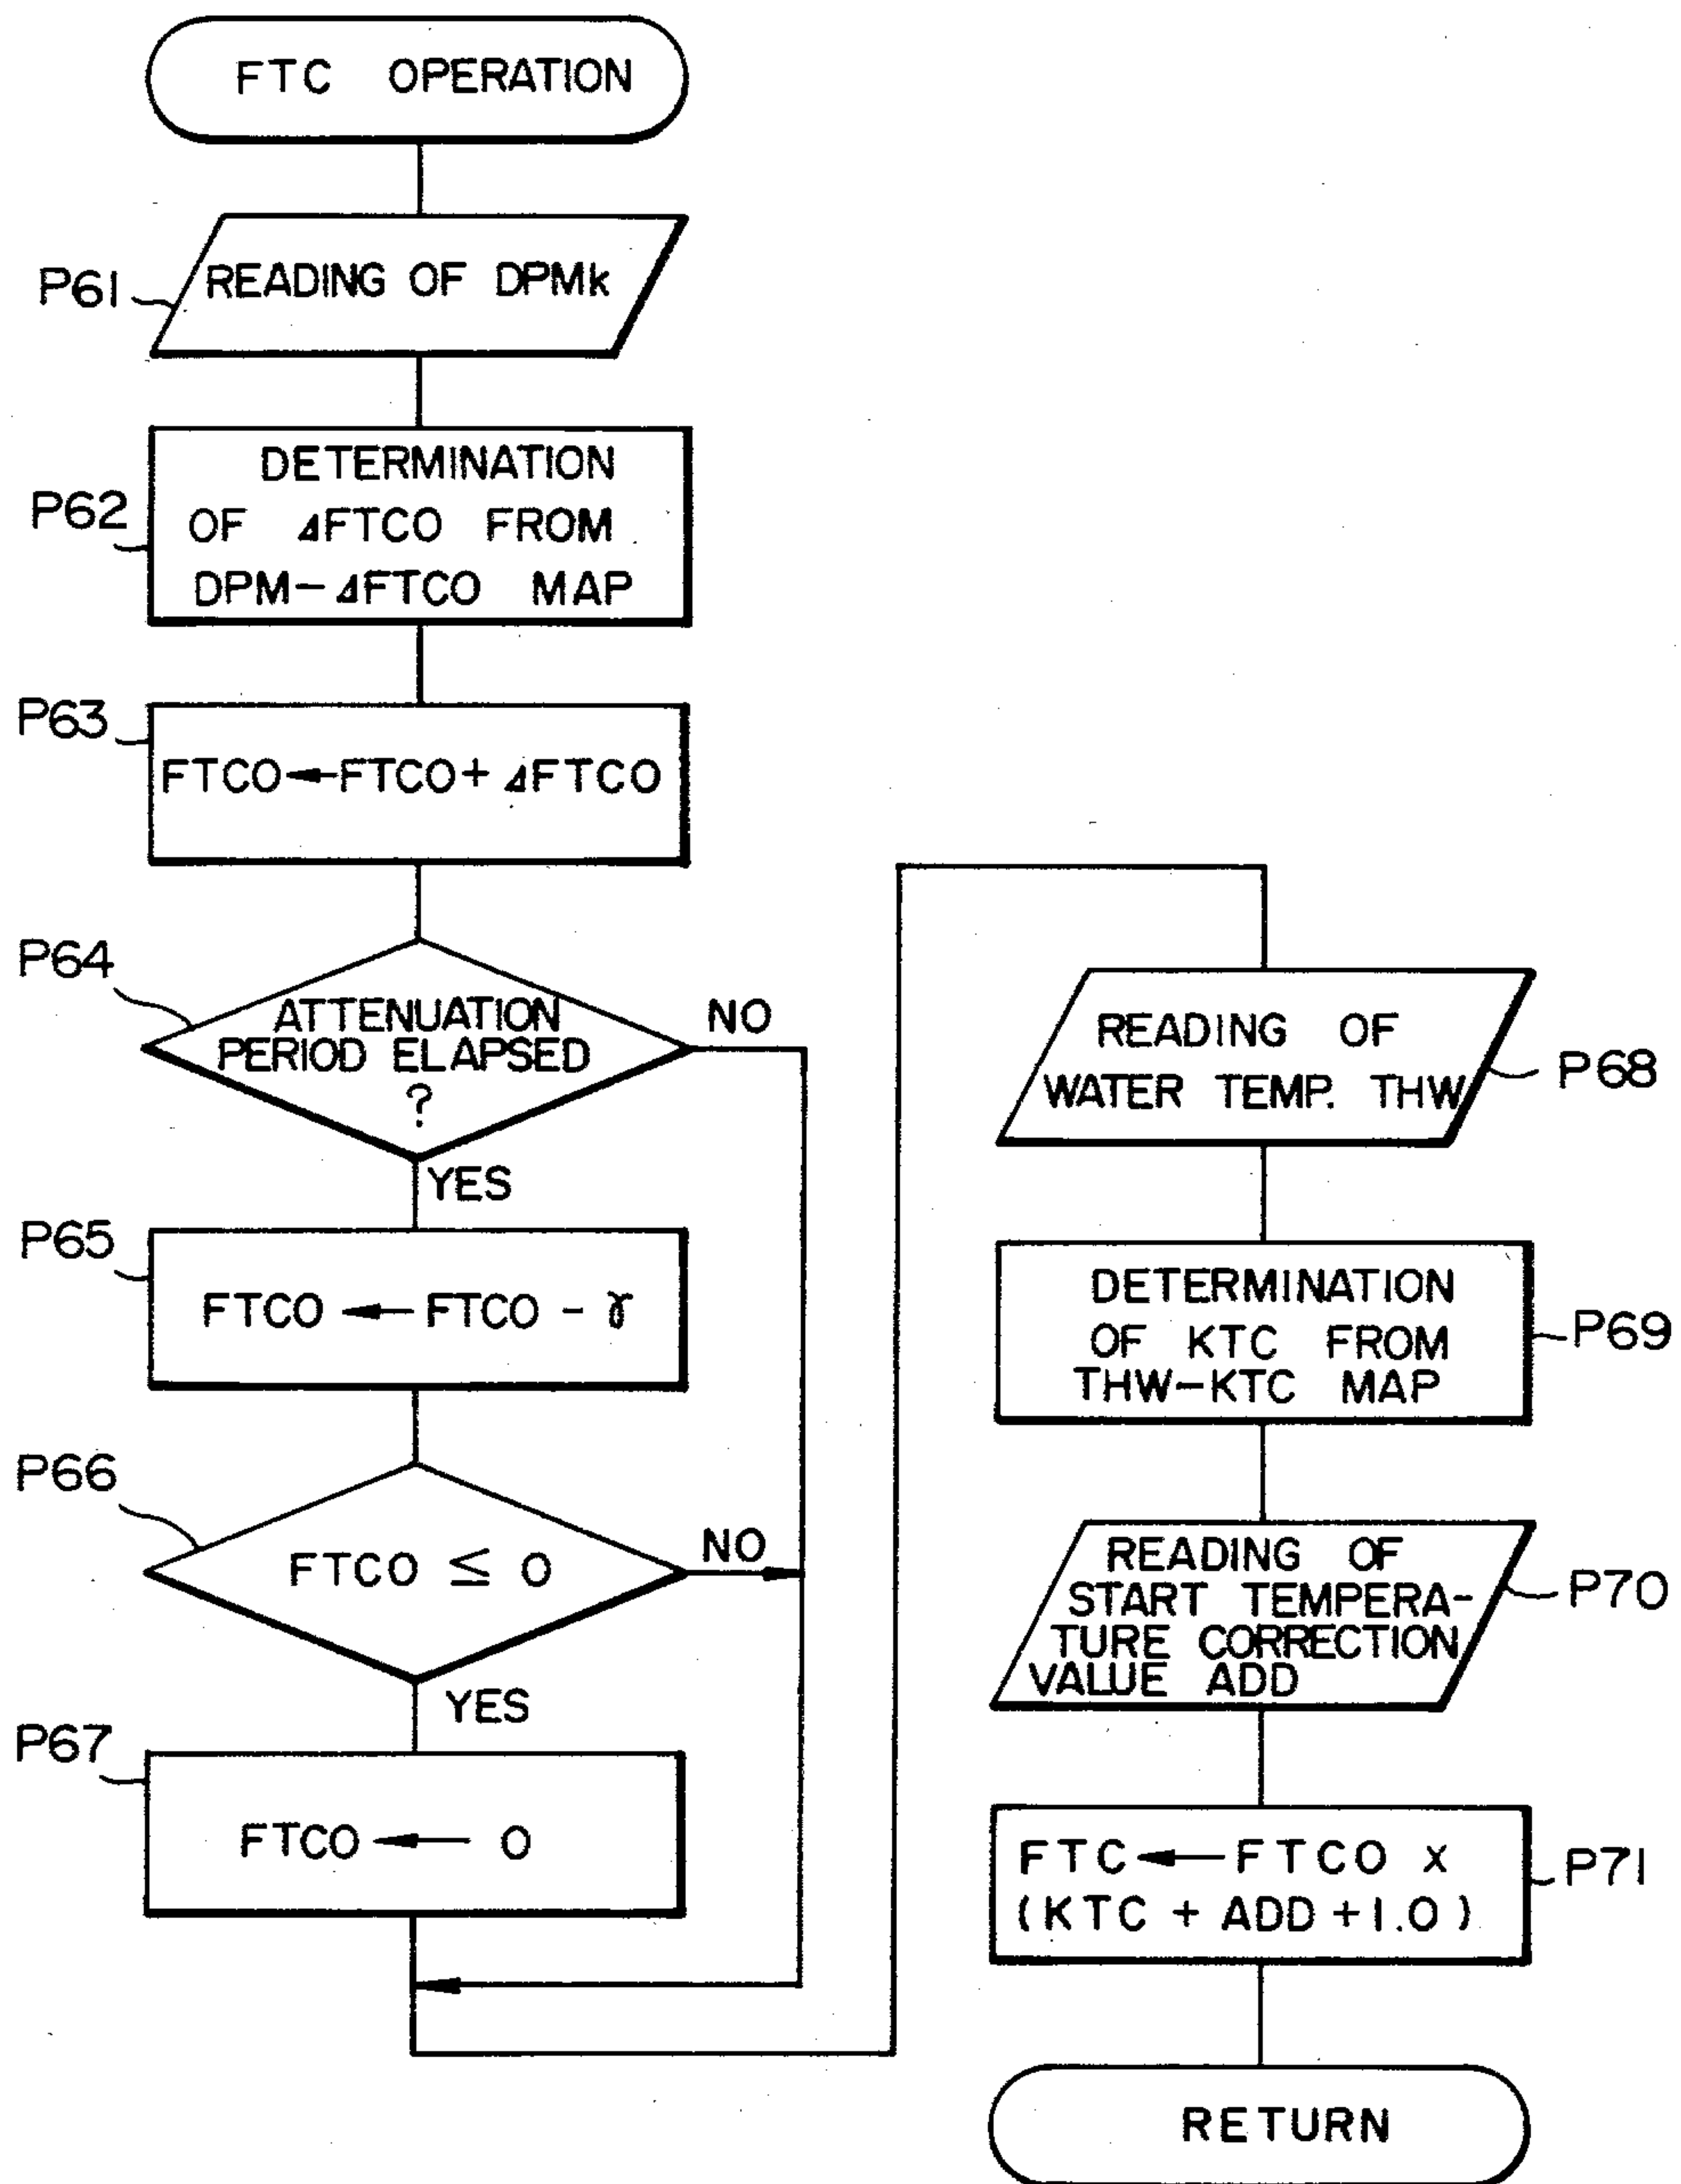 FTC OPERATION
P61
READING OF DPMk
P62
DETERMINATION
OF ⊿FTCO FROM
DPM-⊿FTCO MAP
P63
FTCO←FTCO+ ⊿FTCO
P64
ATTENUATION
PERIOD ELAPSED
?
NO
YES
P65
FTCO ← FTCO - γ
P66
FTCO ≦ 0
NO
YES
P67
FTCO ← 0
READING OF
WATER TEMP. THW
P68
DETERMINATION
OF KTC FROM
THW-KTC MAP
P69
READING OF
START TEMPERA-
TURE CORRECTION
VALUE ADD
P70
FTC ← FTCO x
(KTC + ADD +1.0)
P71
RETURN